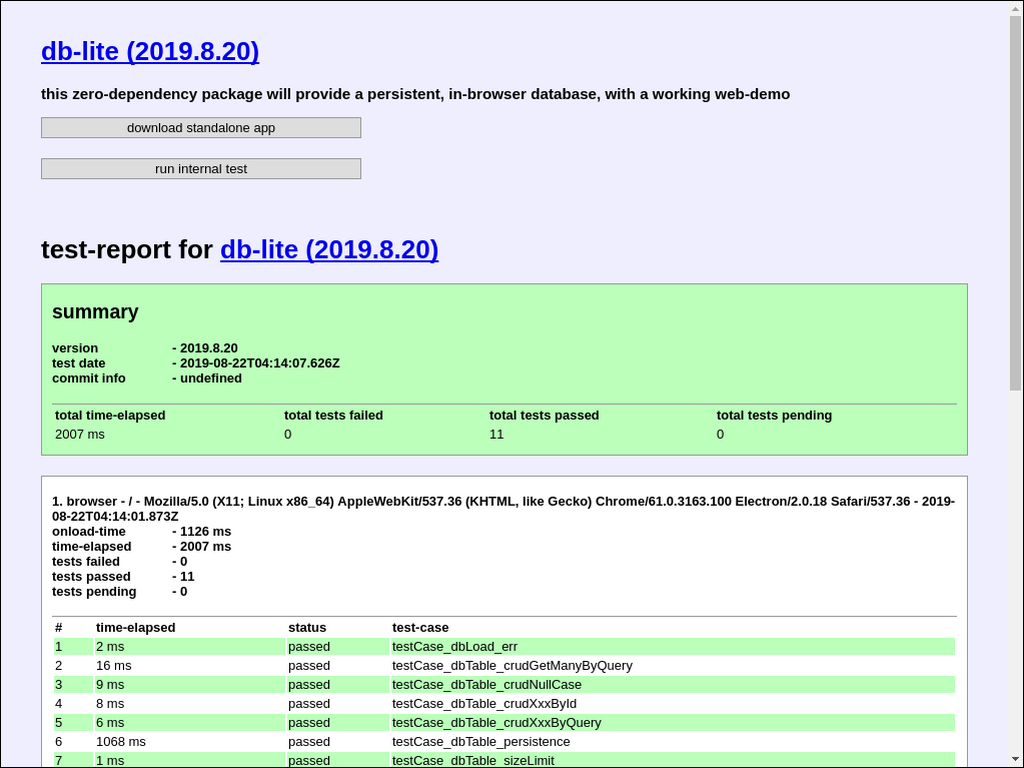 db-lite (2019.8.20)
this zero-dependency package will provide a persistent, in-browser database, with a working web-demo
download standalone app
run internal test
test-report for db-lite (2019.8.20)
summary
version - 2019.8.20
test date - 2019-08-22T04:14:07.626Z
commit info - undefined
total time-elapsed total tests failed total tests passed total tests pending
2007 ms 0 11 0
1. browser - / - Mozilla/5.0 (X11; Linux x86_64) AppleWebKit/537.36 (KHTML, like Gecko) Chrome/61.0.3163.100 Electron/2.0.18 Safari/537.36 - 2019-
08-22T04:14:01.873Z
onload-time - 1126 ms
time-elapsed - 2007 ms
tests failed - 0
tests passed - 11
tests pending - 0
# time-elapsed status test-case
1 2 ms passed testCase_dbLoad_err
2 16 ms passed testCase_dbTable_crudGetManyByQuery
3 9 ms passed testCase_dbTable_crudNullCase
4 8 ms passed testCase_dbTable_crudXxxById
5 6 ms passed testCase_dbTable_crudXxxByQuery
6 1068 ms passed testCase_dbTable_persistence
7 1 ms passed testCase_dbTable_sizeLimit